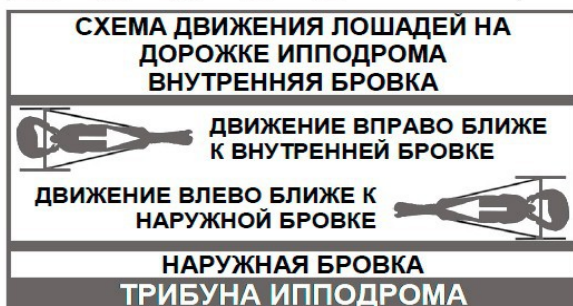 СХЕМА ДВИЖЕНИЯ ЛОШАДЕЙ НА
ДОРОЖКЕ ИППОДРОМА
ВНУТРЕННЯЯ БРОВКА
ДВИЖЕНИЕ ВПРАВО БЛИЖЕ
К ВНУТРЕННЕЙ БРОВКЕ
ДВИЖЕНИЕ ВЛЕВО БЛИЖЕ К
НАРУЖНОЙ БРОВКЕ
НАРУЖНАЯ БРОВКА
ТРИБУНА ИППОДРОМА